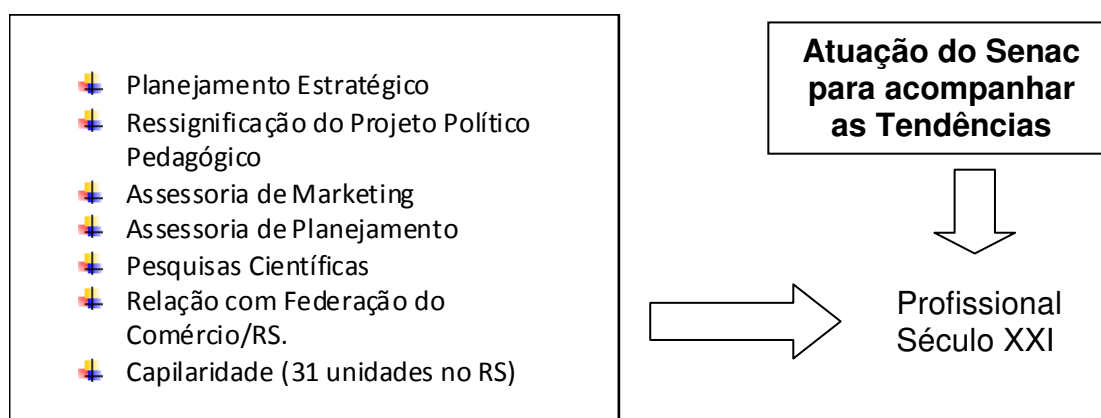 Planejamento Estratégico
Ressignificação do Projeto Político
Pedagógico
Assessoria de Marketing
Assessoria de Planejamento
Pesquisas Científicas
Relação com Federação do
Comércio/RS.
Capilaridade (31 unidades no RS)
Atuação do Senac
para acompanhar
as Tendências
Profissional
Século XXI